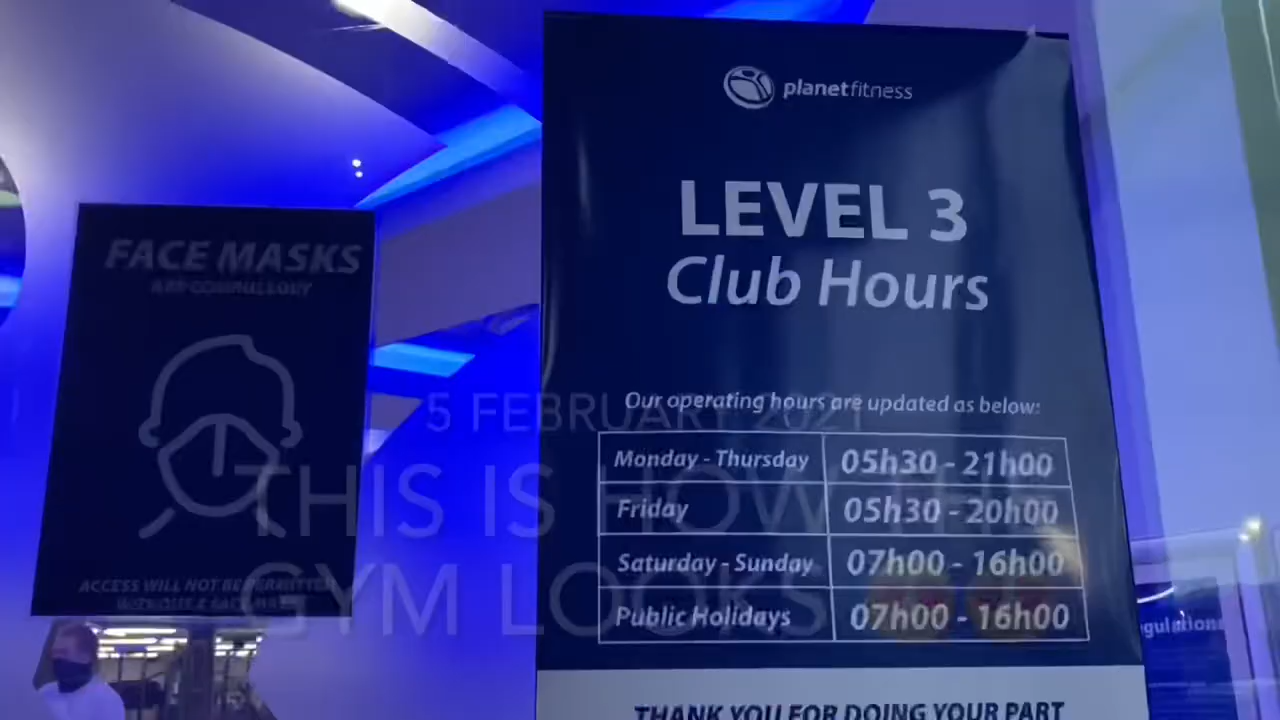 planetfitness
LEVEL 3
Club Hours
Our operating hours are updated as below:
Monday - Thursday 05h30 - 21h00
Friday 05h30 - 20h00
Saturday - Sunday 07h00 - 16h00
Public Holidays 07h00 - 16h00
THANK YOU FOR DOING YOUR PART
FACE MASKS
ARE COMPULSORY
ACCESS WILL NOT BE PERMITTED
WITHOUT A FACE MASK
5 FEBRUARY 2021
THIS IS HOW THE
GYM LOOKS